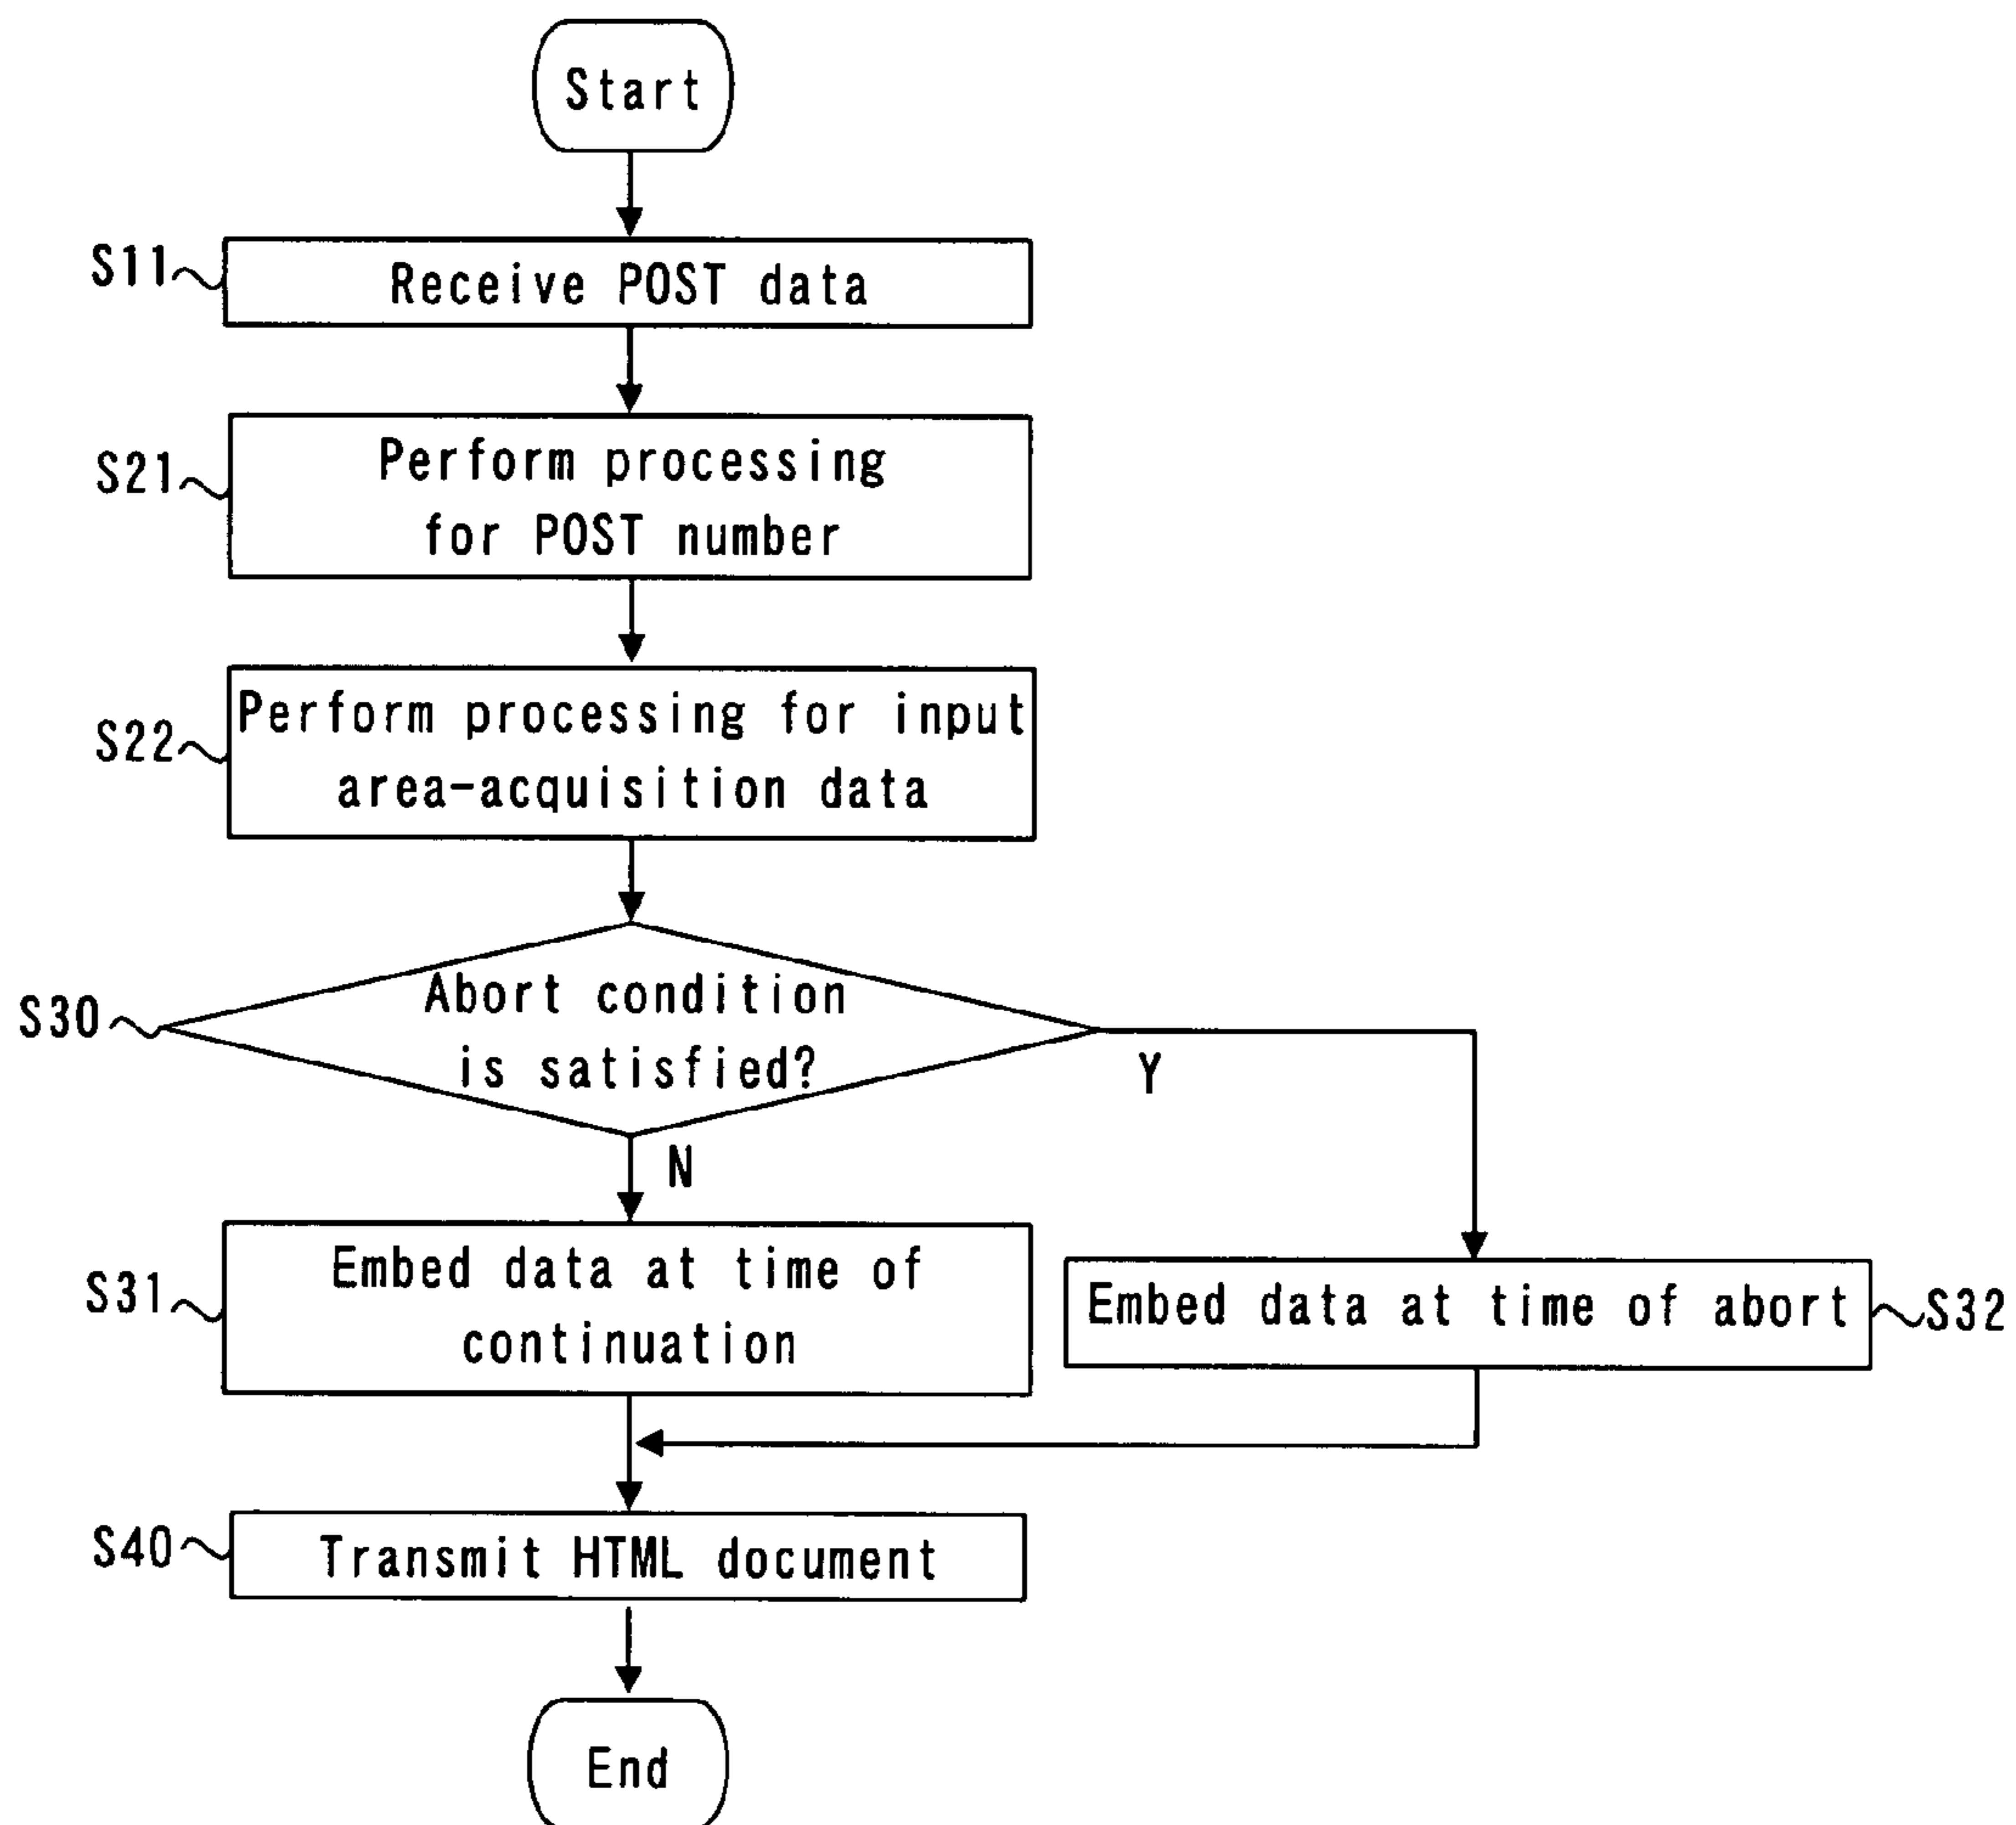 Start
S11
Receive POST data
S21
Perform processing
for POST number
S22
Perform processing for input
area-acquisition data
S30
Abort condition
is satisfied?
Y
N
S31
Embed data at time of
continuation
Embed data at time of abort
S32
S40
Transmit HTML document
End